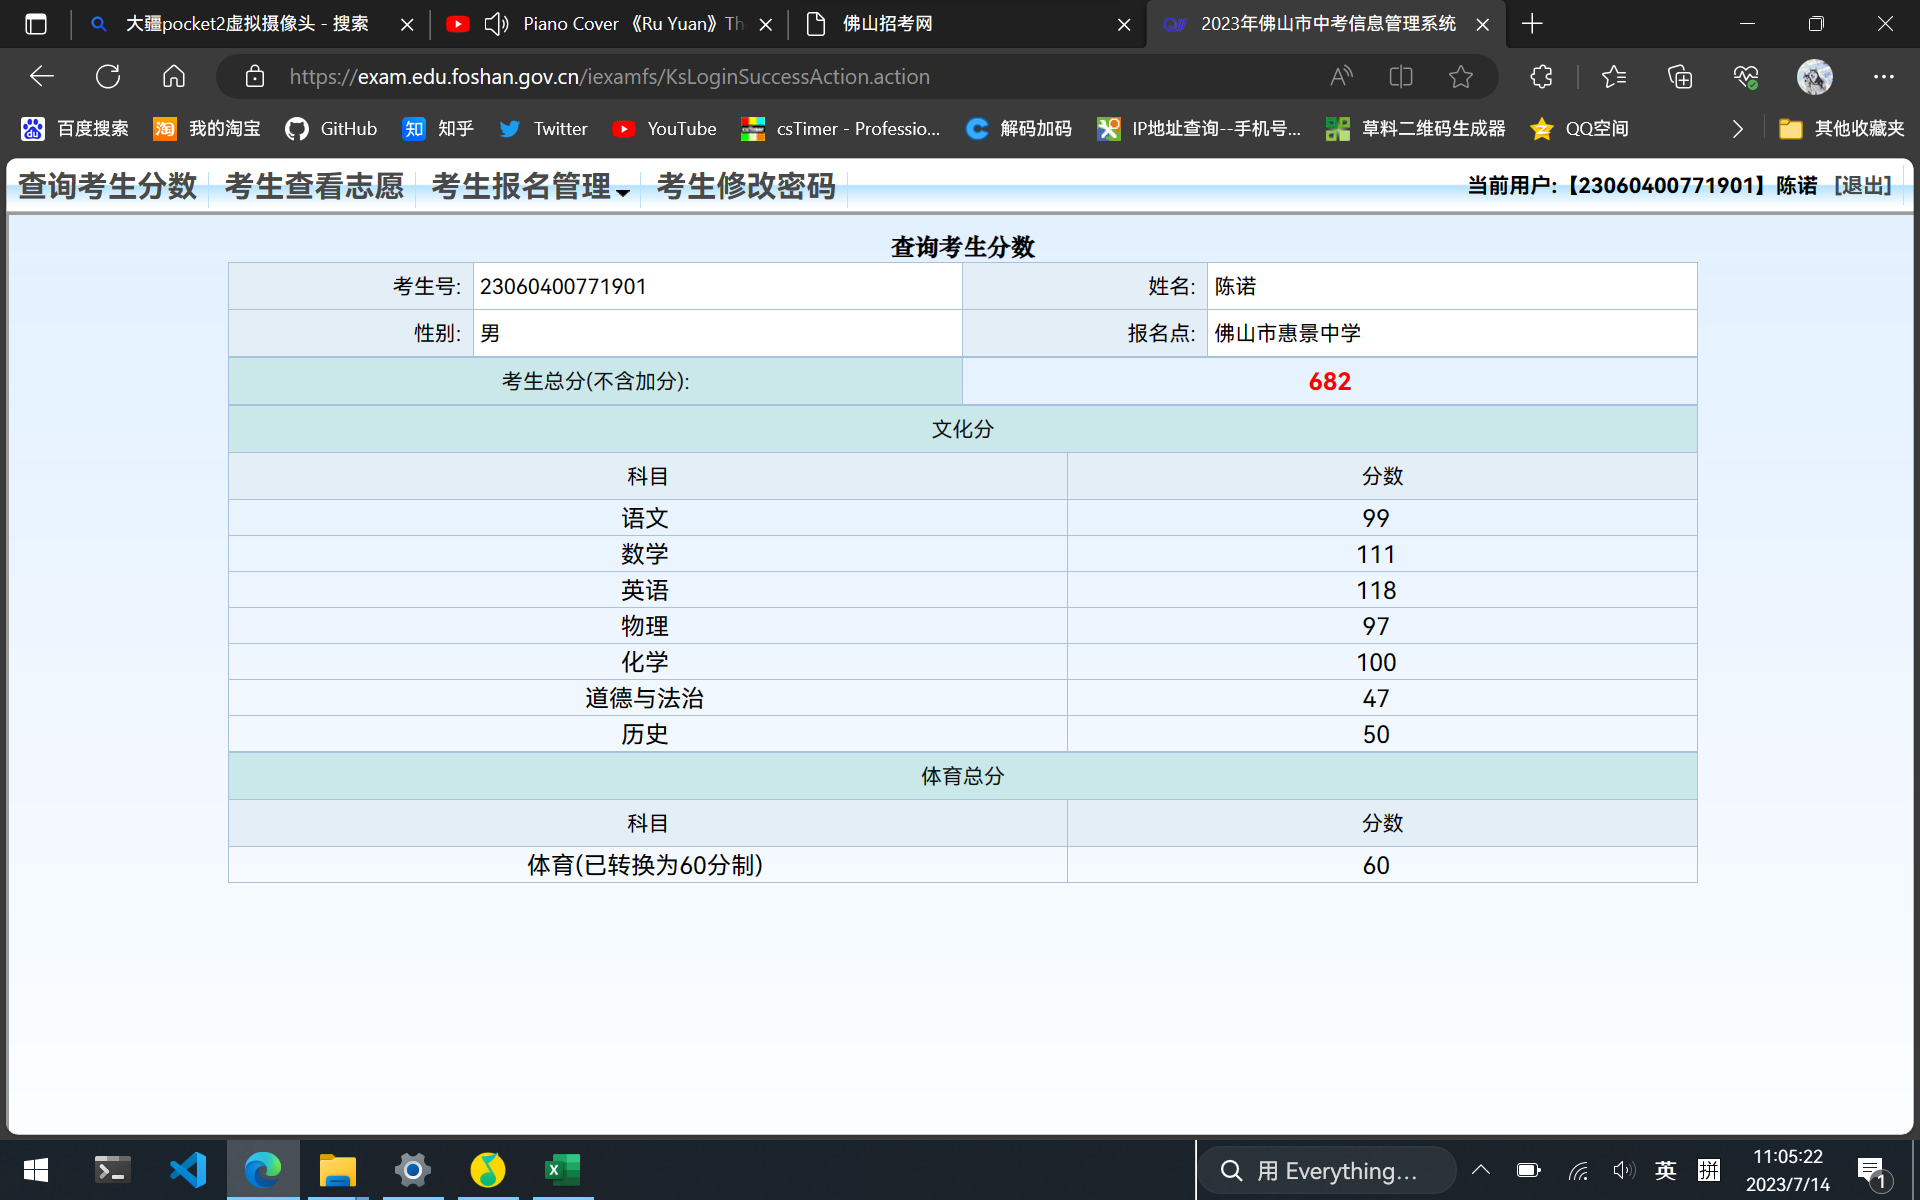 大疆pocket2虚拟摄像头 - 搜索
Piano Cover 《Ru Yuan》 Th
佛山招考网
2023年佛山市中考信息管理系统
https://exam.edu.foshan.gov.cn/iexamfs/KsLoginSuccessAction.action
百度搜索 我的淘宝 GitHub 知乎 Twitter YouTube csTimer - Professio... 解码加码 IP地址查询--手机号... 草料二维码生成器 QQ空间 其他收藏夹
查询考生分数 考生查看志愿 考生报名管理 考生修改密码 当前用户:【23060400771901】陈诺 [退出]
查询考生分数
考生号: 23060400771901 姓名: 陈诺
性别: 男 报名点: 佛山市惠景中学
考生总分(不含加分): 682
文化分
科目 分数
语文 99
数学 111
英语 118
物理 97
化学 100
道德与法治 47
历史 50
体育总分
科目 分数
体育(已转换为60分制) 60
用 Everything...
英
拼
11:05:22
2023/7/14
1